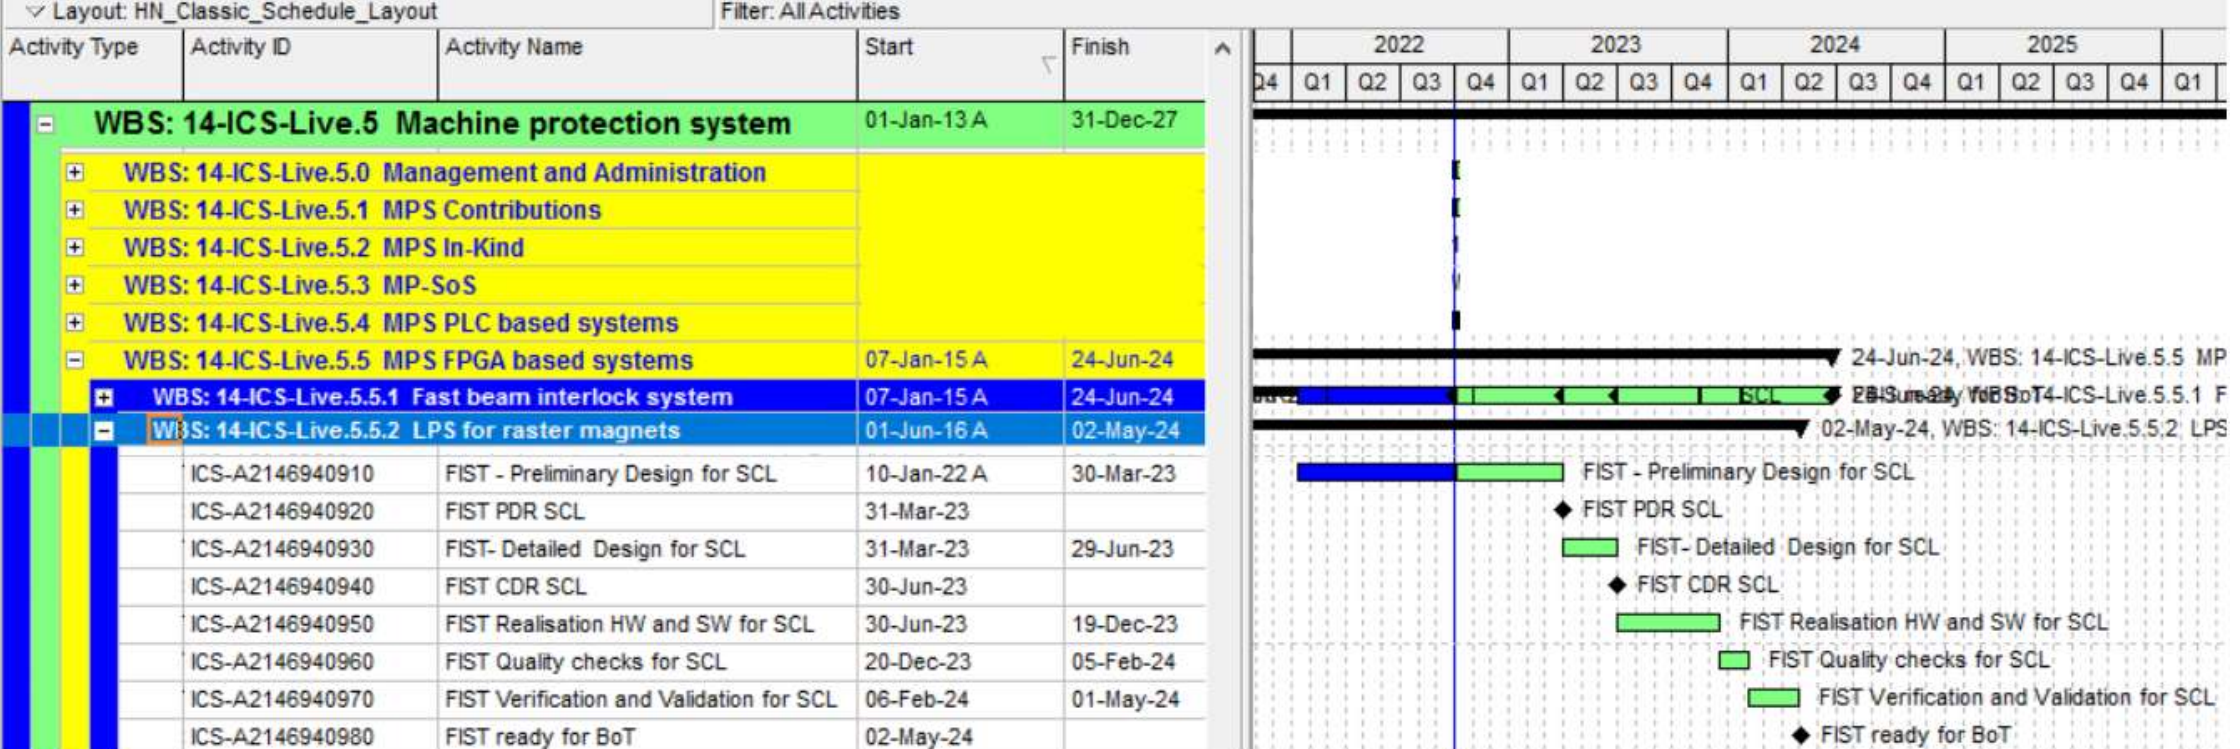 Layout: HN_Classic_Schedule_Layout Filter: All Activities
Activity Type Activity ID Activity Name Start Finish 2022 2023 2024 2025
Q4 Q1 Q2 Q3 Q4 Q1 Q2 Q3 Q4 Q1 Q2 Q3 Q4 Q1 Q2 Q3 Q4 Q1
WBS: 14-ICS-Live.5 Machine protection system 01-Jan-13 A 31-Dec-27
WBS: 14-ICS-Live.5.0 Management and Administration
WBS: 14-ICS-Live.5.1 MPS Contributions
WBS: 14-ICS-Live.5.2 MPS In-Kind
WBS: 14-ICS-Live.5.3 MP-SoS
WBS: 14-ICS-Live.5.4 MPS PLC based systems
WBS: 14-ICS-Live.5.5 MPS FPGA based systems 07-Jan-15 A 24-Jun-24 24-Jun-24, WBS: 14-ICS-Live.5.5 MP
WBS: 14-ICS-Live.5.5.1 Fast beam interlock system 07-Jan-15 A 24-Jun-24 SCL 14-ICS-Live.5.5.1 F
WBS: 14-ICS-Live.5.5.2 LPS for raster magnets 01-Jun-16 A 02-May-24 02-May-24, WBS: 14-ICS-Live.5.5.2 LPS
ICS-A2146940910 FIST - Preliminary Design for SCL 10-Jan-22 A 30-Mar-23 FIST - Preliminary Design for SCL
ICS-A2146940920 FIST PDR SCL 31-Mar-23 FIST PDR SCL
ICS-A2146940930 FIST- Detailed Design for SCL 31-Mar-23 29-Jun-23 FIST- Detailed Design for SCL
ICS-A2146940940 FIST CDR SCL 30-Jun-23 FIST CDR SCL
ICS-A2146940950 FIST Realisation HW and SW for SCL 30-Jun-23 19-Dec-23 FIST Realisation HW and SW for SCL
ICS-A2146940960 FIST Quality checks for SCL 20-Dec-23 05-Feb-24 FIST Quality checks for SCL
ICS-A2146940970 FIST Verification and Validation for SCL 06-Feb-24 01-May-24 FIST Verification and Validation for SCL
ICS-A2146940980 FIST ready for BoT 02-May-24 FIST ready for BoT